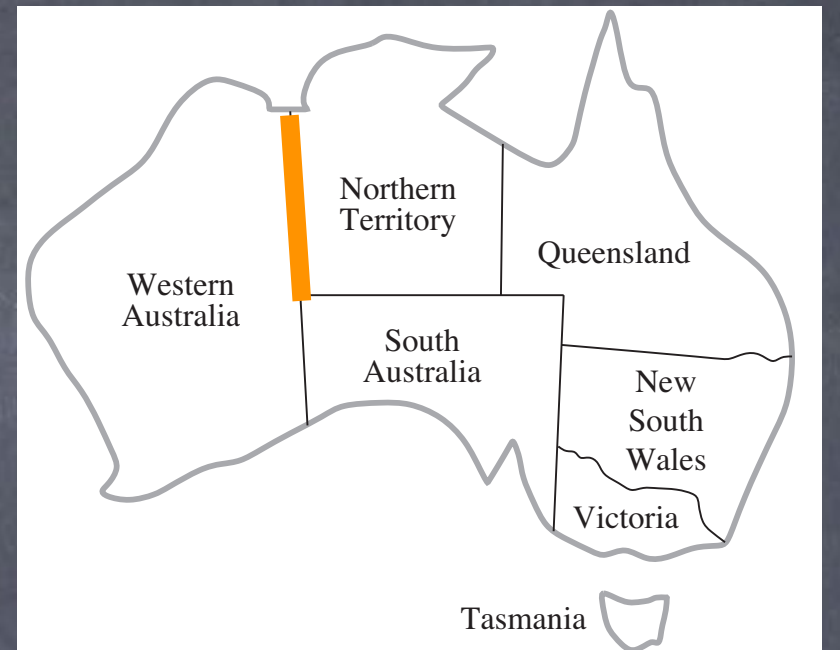 Northern
Territory
Queensland
Western
Australia
South
Australia
New
South
Wales
Victoria
Tasmania